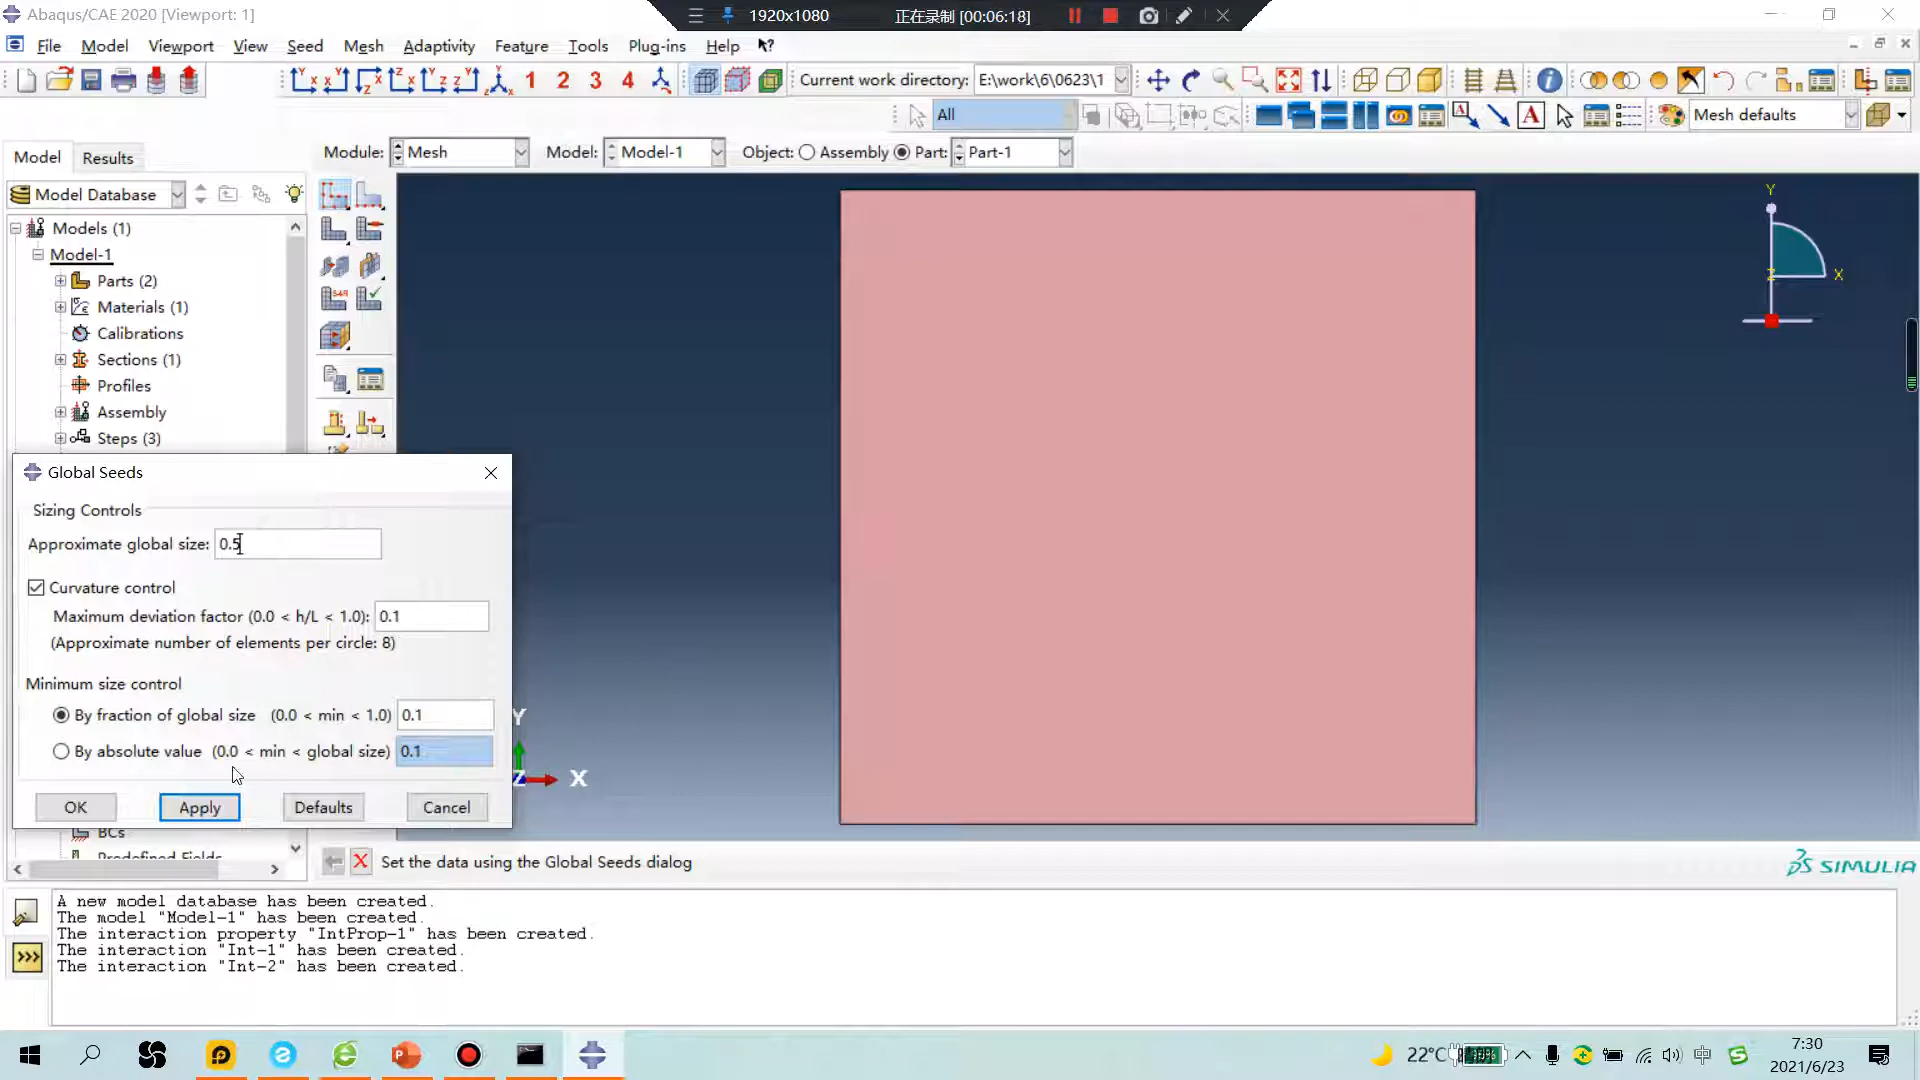 Abaqus/CAE 2020 [Viewport: 1]
1920x1080
正在录制 [00:06:18]
File Model Viewport View Seed Mesh Adaptivity Feature Tools Plug-ins Help
1 2 3 4
Current work directory: E:\work\6\0623\1
All
Mesh defaults
Model Results
Module: Mesh
Model: Model-1
Object: Assembly Part: Part-1
Model Database
Models (1)
Model-1
Parts (2)
Materials (1)
Calibrations
Sections (1)
Profiles
Assembly
Steps (3)
Y
X
Z
Global Seeds
Sizing Controls
Approximate global size: 0.5
Curvature control
Maximum deviation factor (0.0 < h/L < 1.0): 0.1
(Approximate number of elements per circle: 8)
Minimum size control
By fraction of global size (0.0 < min < 1.0) 0.1
By absolute value (0.0 < min < global size) 0.1
OK Apply Defaults Cancel
Y
Z X
BCs
Predefined Fields
Set the data using the Global Seeds dialog
SIMULIA
A new model database has been created.
The model "Model-1" has been created.
The interaction property "IntProp-1" has been created.
The interaction "Int-1" has been created.
The interaction "Int-2" has been created.
22°C
中
7:30
2021/6/23